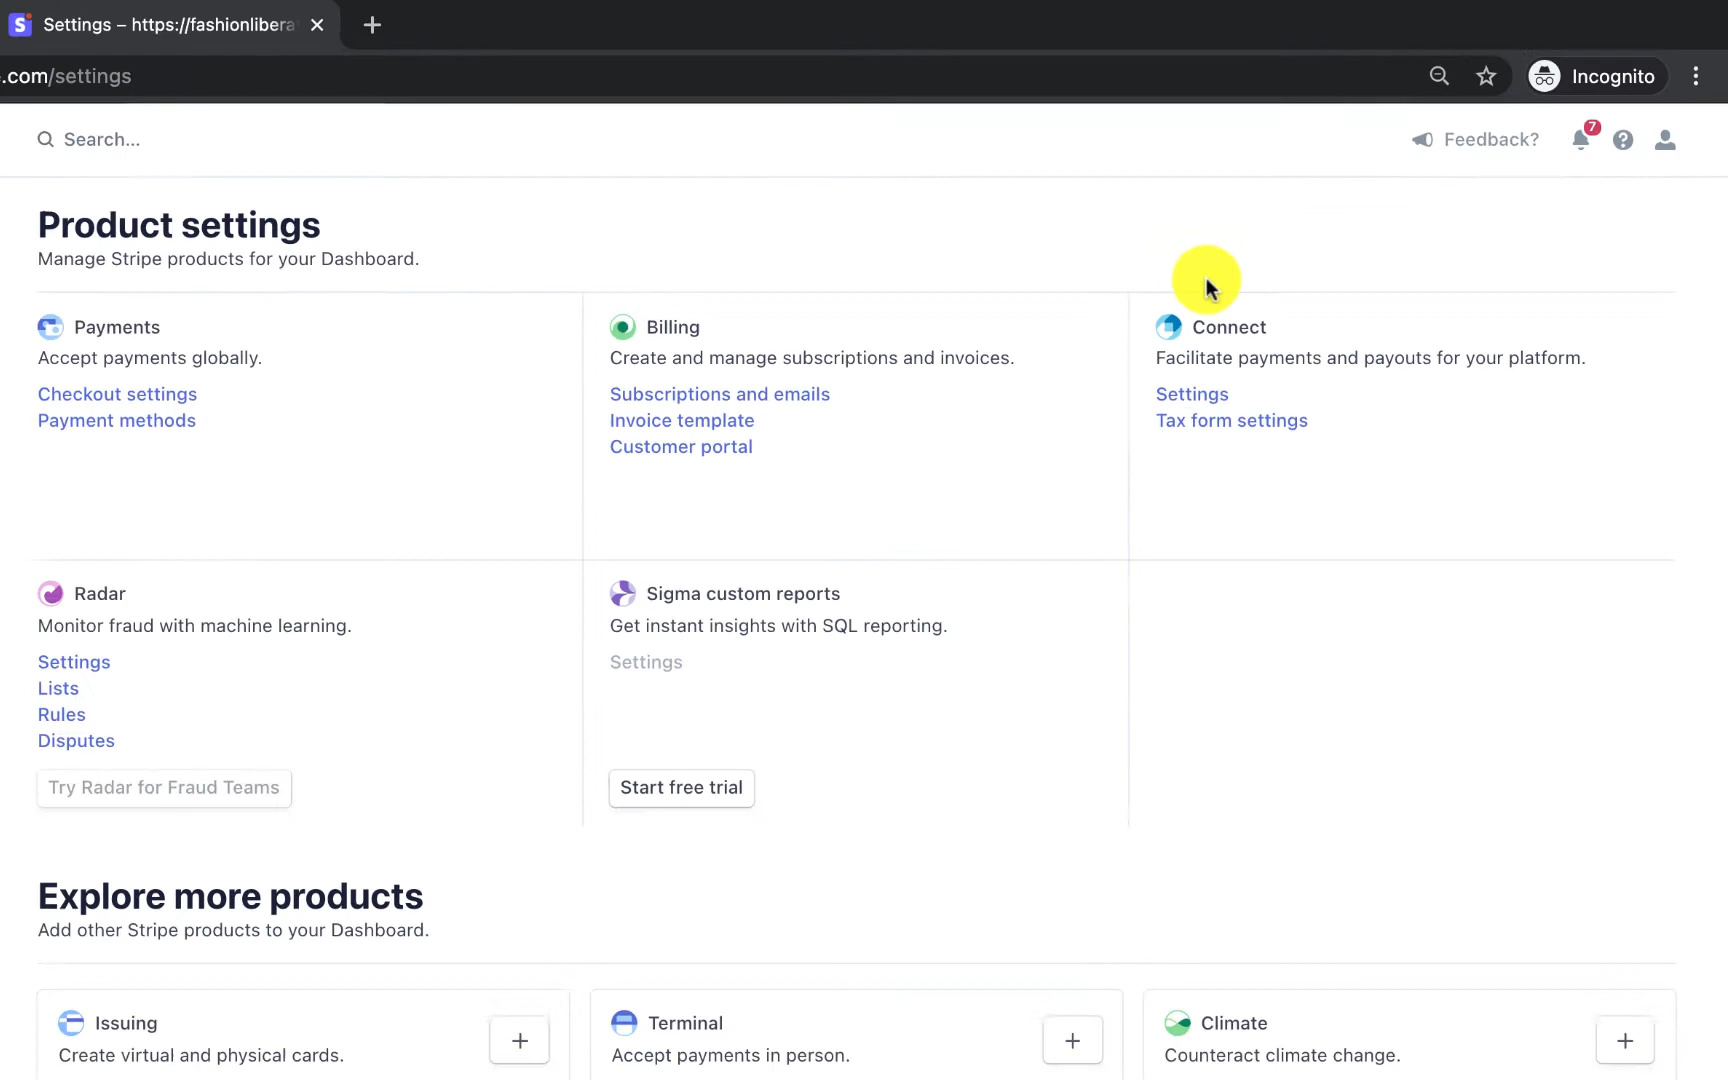 Settings – https://fashionlibera
.com/settings
Incognito
Search...
Feedback?
7
Product settings
Manage Stripe products for your Dashboard.
Payments
Accept payments globally.
Checkout settings
Payment methods
Billing
Create and manage subscriptions and invoices.
Subscriptions and emails
Invoice template
Customer portal
Connect
Facilitate payments and payouts for your platform.
Settings
Tax form settings
Radar
Monitor fraud with machine learning.
Settings
Lists
Rules
Disputes
Try Radar for Fraud Teams
Sigma custom reports
Get instant insights with SQL reporting.
Settings
Start free trial
Explore more products
Add other Stripe products to your Dashboard.
Issuing
Create virtual and physical cards.
Terminal
Accept payments in person.
Climate
Counteract climate change.